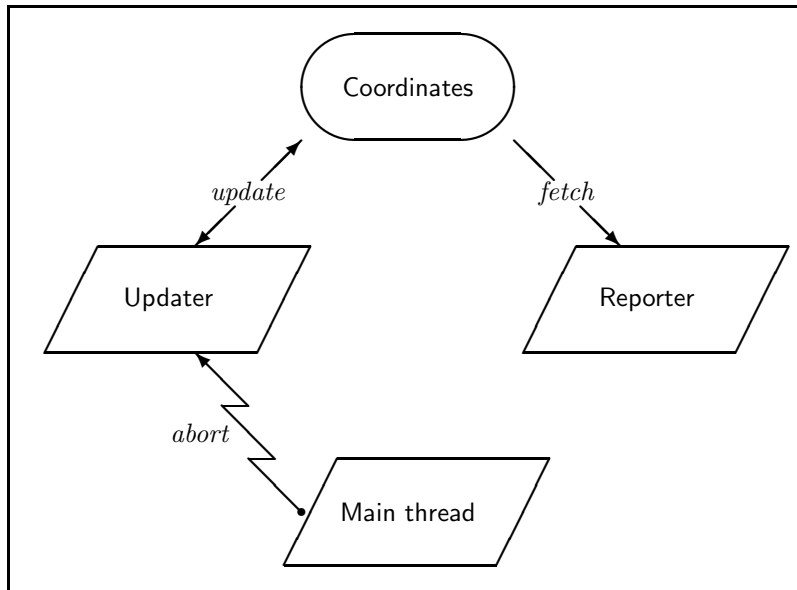 Coordinates
update
fetch
Updater
Reporter
abort
Main thread